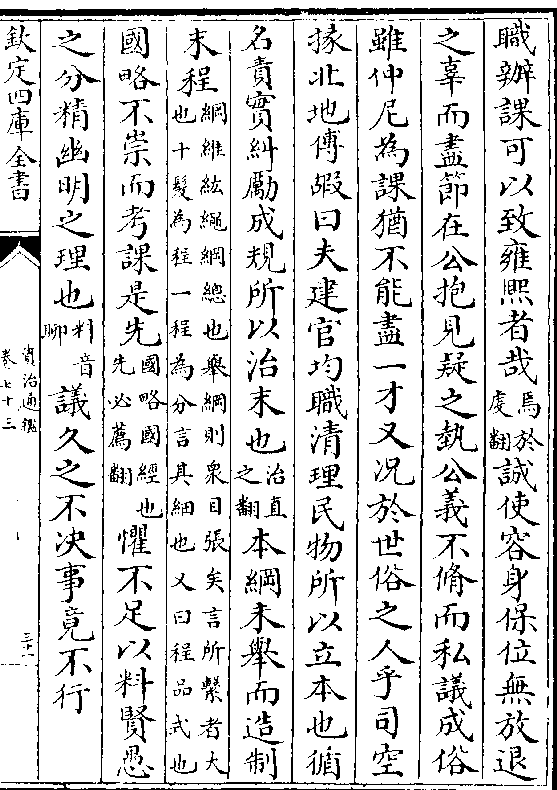 職辦課可以致雍熙者哉焉於虔翻誠使容身保位無放退
之辜而盡節在公抱見疑之埶公義不脩而私議成俗
雖仲尼為課猶不能盡一才又况於世俗之人乎司空
掾北地傅嘏曰夫建官均職清理民物所以立本也循
名責實糾勵成規所以治末也治直之翻本綱未舉而造制
末程綱維紘繩綱總也舉綱則衆目張矣言所繫者大也十髮為程一程為分言其細也又曰程品式也
國略不崇而考課是先國略國經也先必薦翻懼不足以料賢愚
之分精幽明之理也料音聊議久之不决事竟不行
欽定四庫全書
資治通鑑
卷七十三
三十一